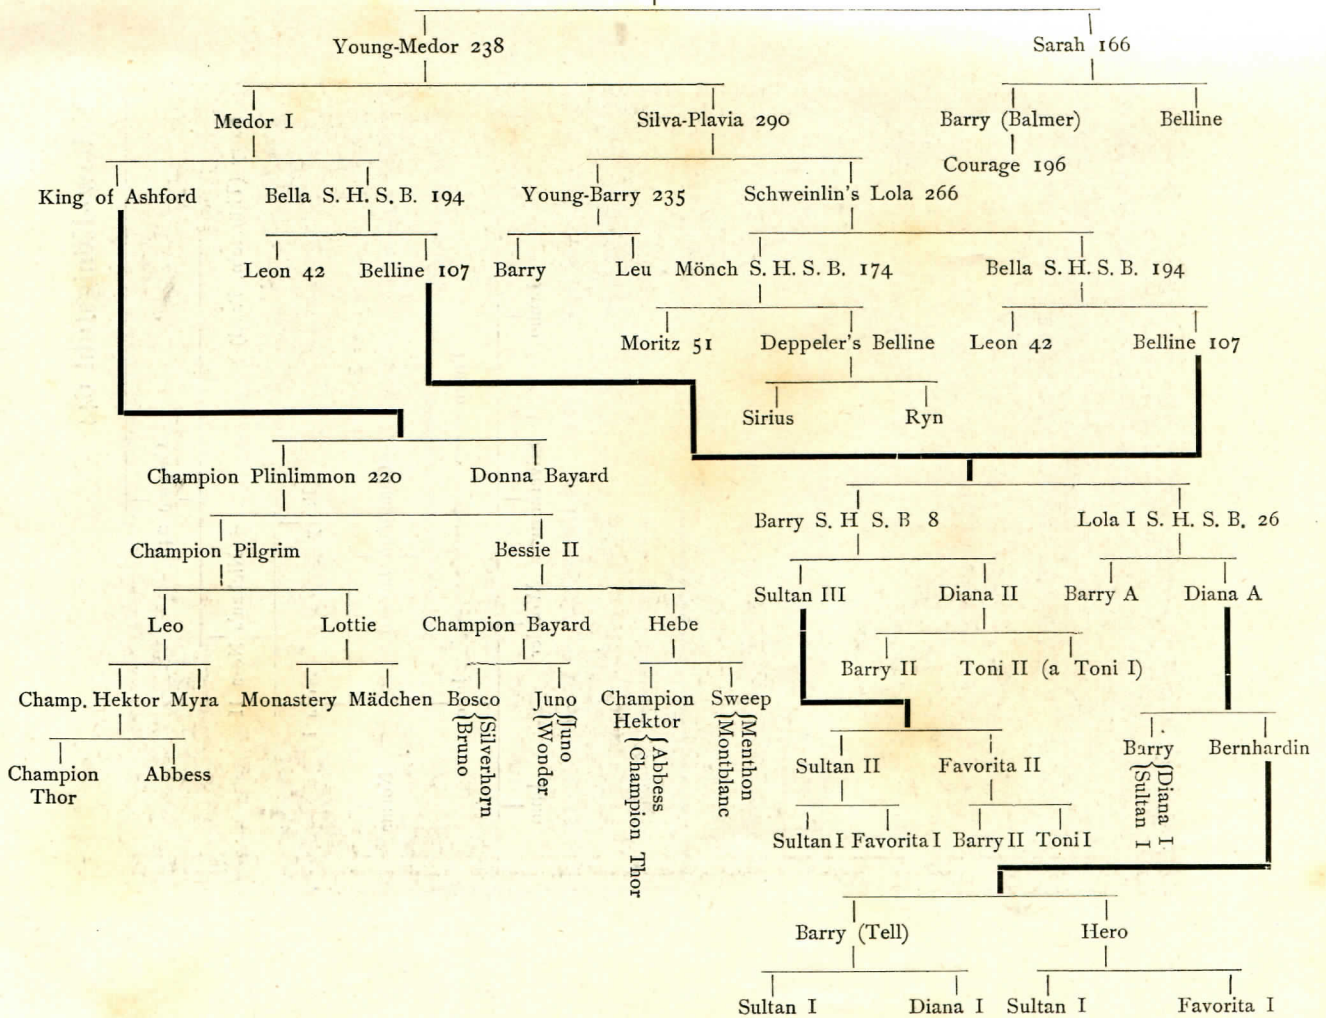 Young-Medor 238 Sarah 166
Medor I Silva-Plavia 290 Barry (Balmer) Belline
Courage 196
King of Ashford Bella S. H. S. B. 194 Young-Barry 235 Schweinlin's Lola 266
Leon 42 Belline 107 Barry Leu Mönch S. H. S. B. 174 Bella S. H. S. B. 194
Moritz 51 Deppeler's Belline Leon 42 Belline 107
Sirius Ryn
Champion Plinlimmon 220 Donna Bayard
Barry S. H S. B 8 Lola I S. H. S. B. 26
Champion Pilgrim Bessie II
Sultan III Diana II Barry A Diana A
Leo Lottie Champion Bayard Hebe
Barry II Toni II (a Toni I)
Champ. Hektor Myra Monastery Mädchen Bosco Juno Champion Hektor Sweep
Silverhorn
Bruno
Juno
Wonder
Abbess
Champion Thor
Menthon
Montblanc
Champion Thor Abbess
Sultan II Favorita II Barry Bernhardin
Diana I
Sultan I
Sultan I Favorita I Barry II Toni I
Barry (Tell) Hero
Sultan I Diana I Sultan I Favorita I